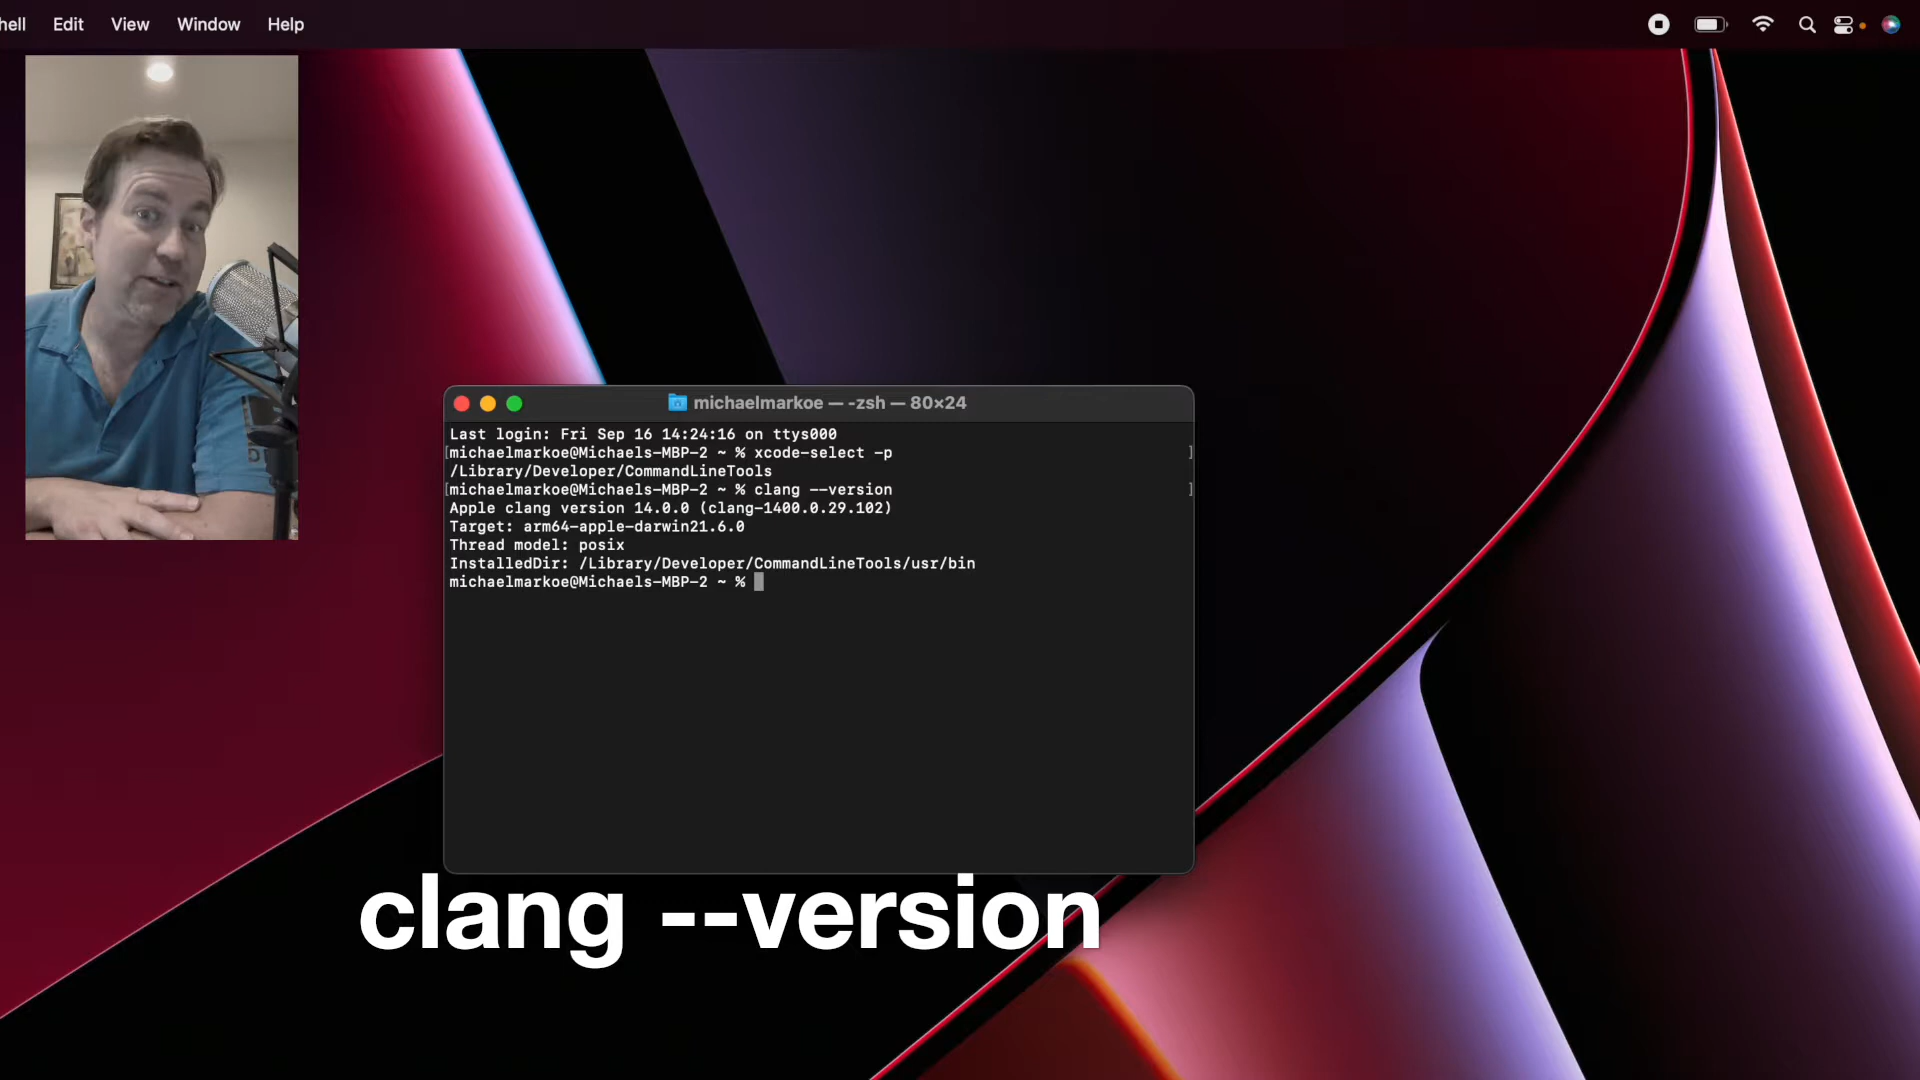 hell Edit View Window Help
michaelmarkoe — -zsh — 80×24
Last login: Fri Sep 16 14:24:16 on ttys000
[michaelmarkoe@Michaels-MBP-2 ~ % xcode-select -p ]
/Library/Developer/CommandLineTools
[michaelmarkoe@Michaels-MBP-2 ~ % clang --version ]
Apple clang version 14.0.0 (clang-1400.0.29.102)
Target: arm64-apple-darwin21.6.0
Thread model: posix
InstalledDir: /Library/Developer/CommandLineTools/usr/bin
michaelmarkoe@Michaels-MBP-2 ~ %
clang --version